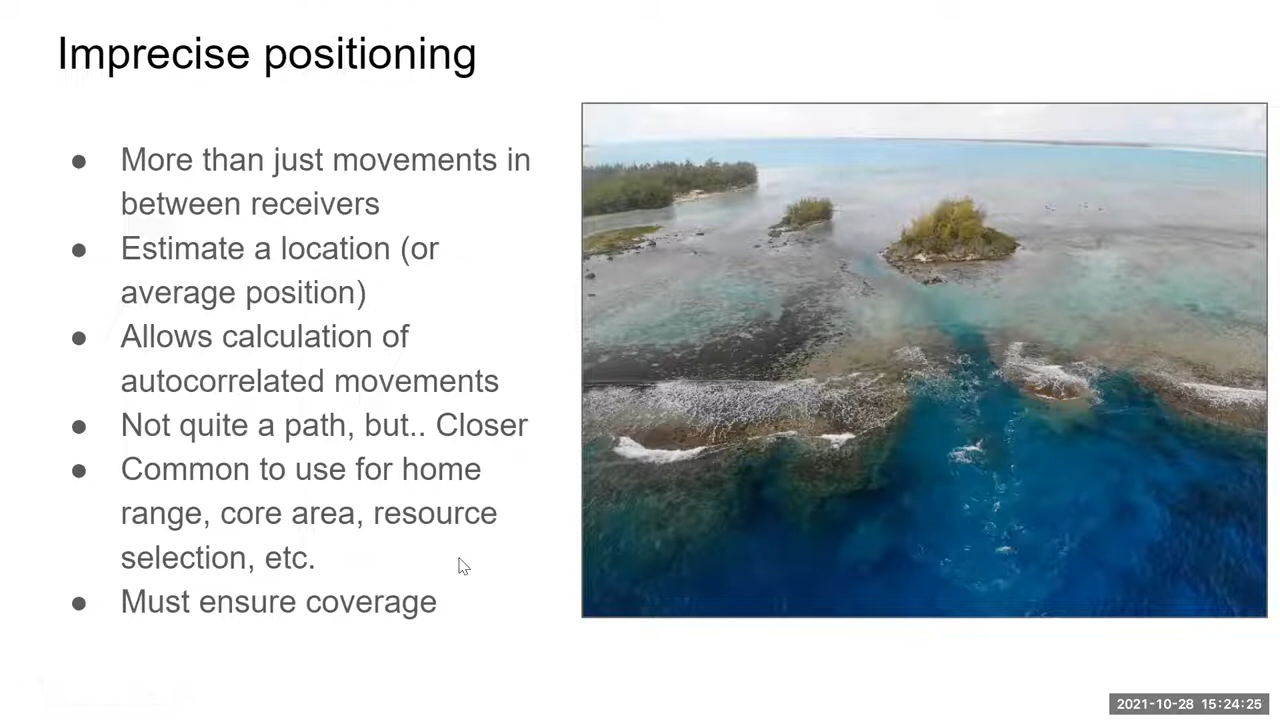 Imprecise positioning
● More than just movements in
between receivers
● Estimate a location (or
average position)
● Allows calculation of
autocorrelated movements
● Not quite a path, but.. Closer
● Common to use for home
range, core area, resource
selection, etc.
● Must ensure coverage
2021-10-28 15:24:25